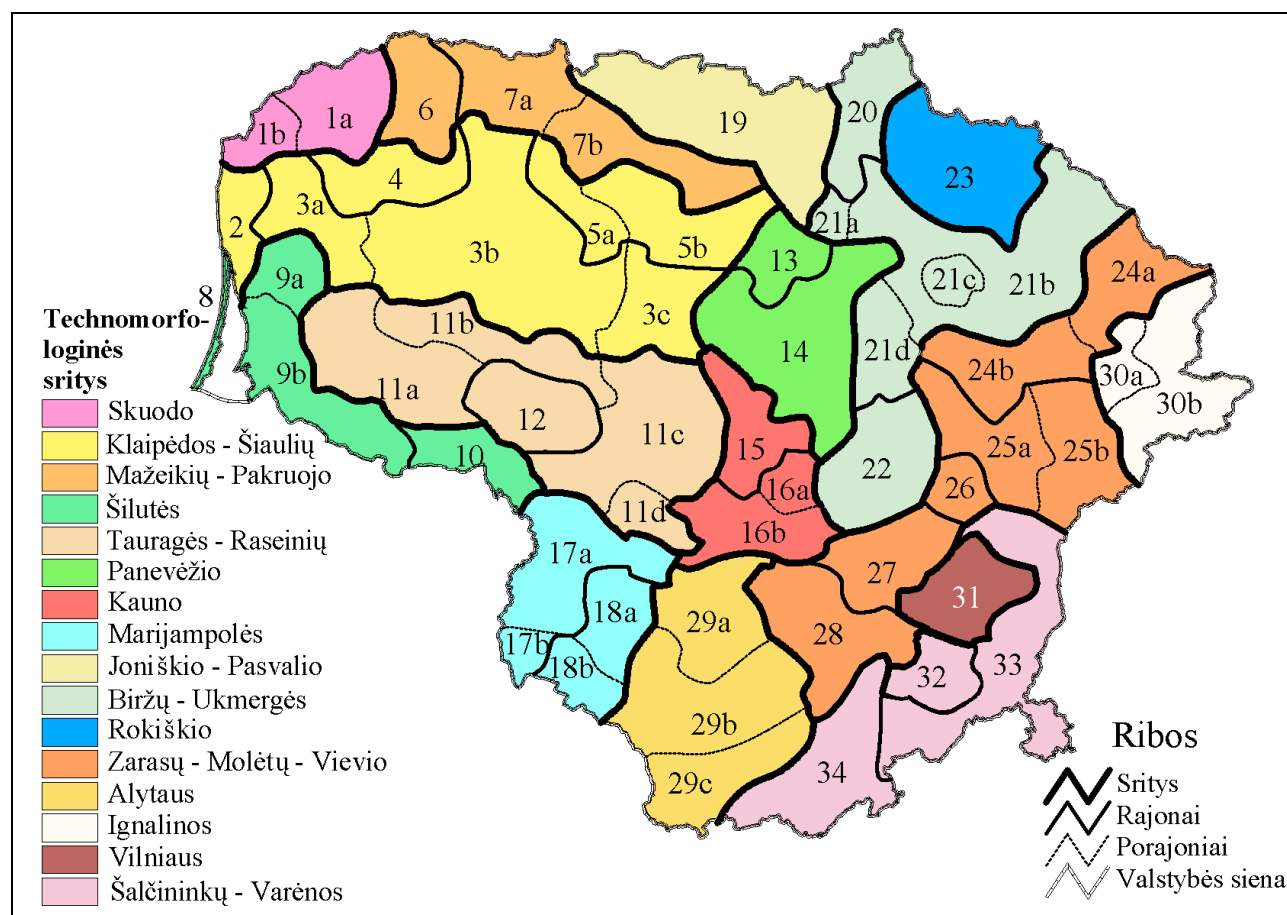 1b
1a
6
7a
7b
19
20
23
2
3a
4
3b
5a
5b
3c
21a
13
14
21c
21b
21d
24a
24b
30a
30b
8
9a
9b
11b
11a
12
11c
10
11d
15
16a
16b
22
25a
25b
26
27
28
31
32
33
34
17a
18a
17b
18b
29a
29b
29c
Technomorfo-
loginės
sritys
Skuodo
Klaipėdos - Šiaulių
Mažeikių - Pakruojo
Šilutės
Tauragės - Raseinių
Panevėžio
Kauno
Marijampolės
Joniškio - Pasvalio
Biržų - Ukmergės
Rokiškio
Zarasų - Molėtų - Vievio
Alytaus
Ignalinos
Vilniaus
Šalčininkų - Varėnos
Ribos
Sritys
Rajonai
Porajoniai
Valstybės siena